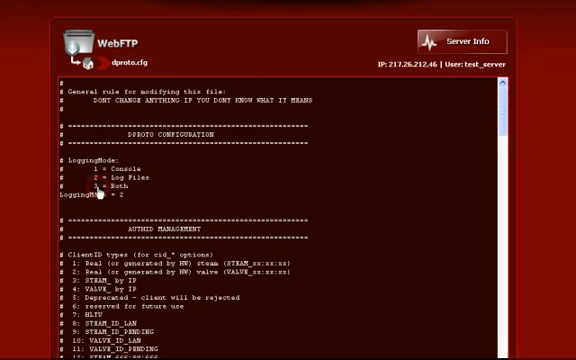 WebFTP
Server Info
dproto.cfg
IP: 217.26.212.46 | User: test_server
#
# General rule for modifying this file:
# DONT CHANGE ANYTHING IF YOU DONT KNOW WHAT IT MEANS
#
# =================================================
# DPROTO CONFIGURATION
# =================================================
# LoggingMode:
# 1 = Console
# 2 = Log Files
# 3 = Both
= 2
# =================================================
# AUTHID MANAGEMENT
# =================================================
# ClientID types (for cid_* options)
# 1: Real (or generated by HW) steam (STEAM_xx:xx:xx)
# 2: Real (or generated by HW) valve (VALVE_xx:xx:xx)
# 3: STEAM_ by IP
# 4: VALVE_ by IP
# 5: Deprecated - client will be rejected
# 6: reserved for future use
# 7: HLTV
# 8: STEAM_ID_LAN
# 9: STEAM_ID_PENDING
# 10: VALVE_ID_LAN
# 11: VALVE_ID_PENDING
# 12: STEAM_666:88:666